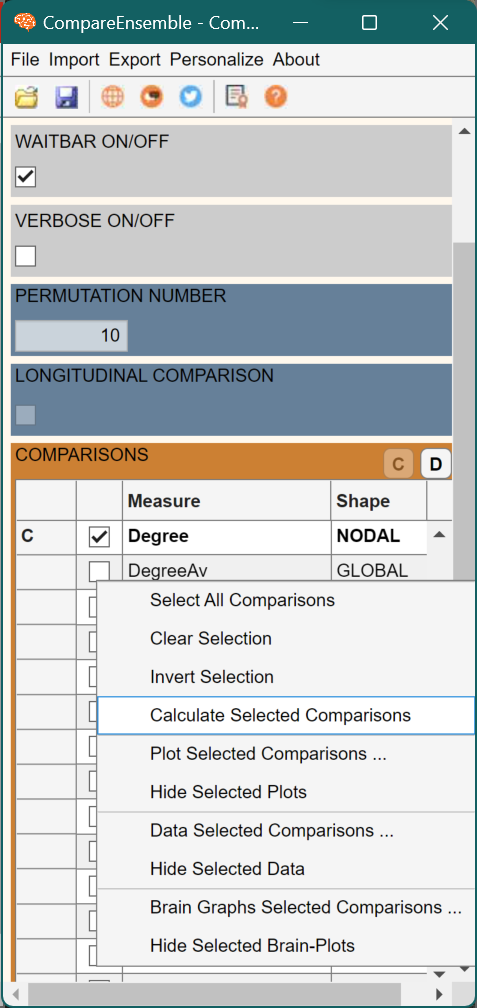 CompareEnsemble - Com...
File Import Export Personalize About
WAITBAR ON/OFF
VERBOSE ON/OFF
PERMUTATION NUMBER
10
LONGITUDINAL COMPARISON
COMPARISONS
C D
Measure Shape
C Degree NODAL
DegreeAv GLOBAL
Select All Comparisons
Clear Selection
Invert Selection
Calculate Selected Comparisons
Plot Selected Comparisons ...
Hide Selected Plots
Data Selected Comparisons ...
Hide Selected Data
Brain Graphs Selected Comparisons ...
Hide Selected Brain-Plots